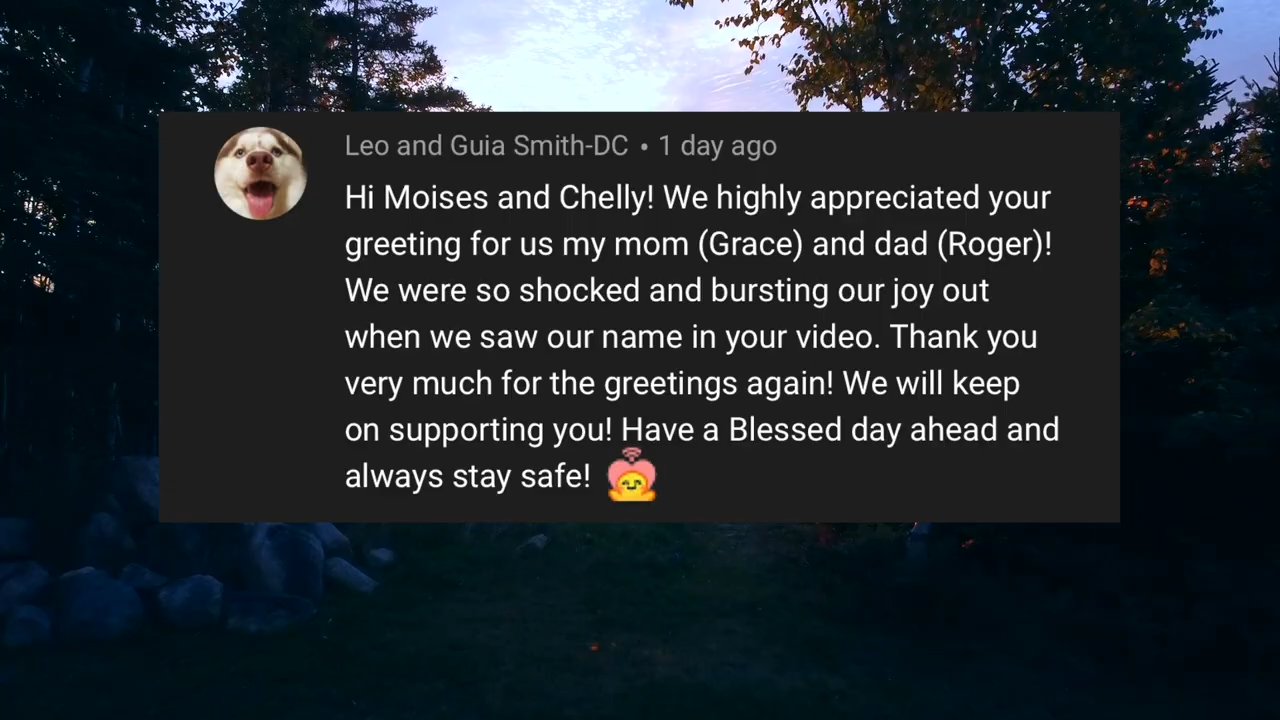 Leo and Guia Smith-DC • 1 day ago
Hi Moises and Chelly! We highly appreciated your
greeting for us my mom (Grace) and dad (Roger)!
We were so shocked and bursting our joy out
when we saw our name in your video. Thank you
very much for the greetings again! We will keep
on supporting you! Have a Blessed day ahead and
always stay safe!